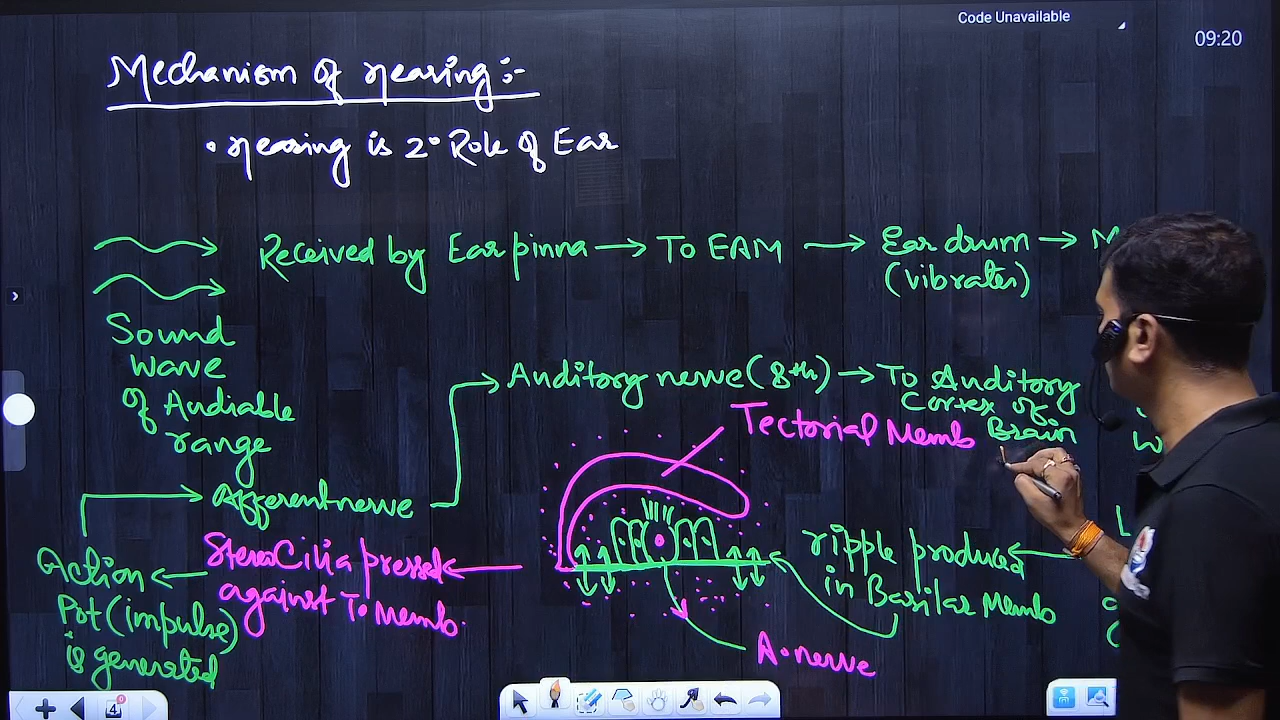 Code Unavailable
09:20
Mechanism of Hearing :-
• Hearing is 2° Role of Ear
Received by Ear pinna → To EAM → Ear drum → M
(vibrates)
Sound
wave
of Audiable
range
Auditory nerve (8th) → To Auditory
Cortex of
Brain
Tectorial Memb
W
Afferent nerve
L
StereoCilia pressed
against To Memb.
ripple produced
in Basilar Memb
Action
Pot (impulse)
is generated
A. nerve
4